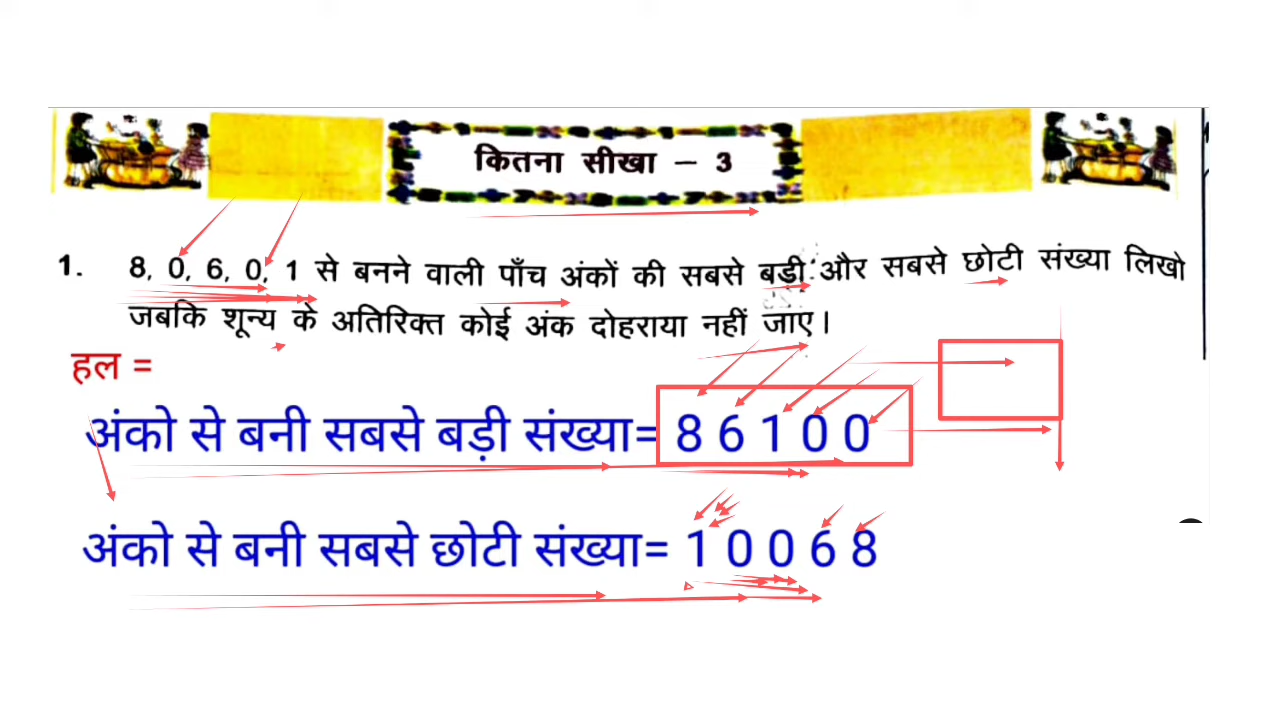 कितना सीखा – 3
1. 8, 0, 6, 0, 1 से बनने वाली पाँच अंकों की सबसे बड़ी और सबसे छोटी संख्या लिखो
जबकि शून्य के अतिरिक्त कोई अंक दोहराया नहीं जाए।
हल =
अंको से बनी सबसे बड़ी संख्या= 8 6 1 0 0
अंको से बनी सबसे छोटी संख्या= 1 0 0 6 8